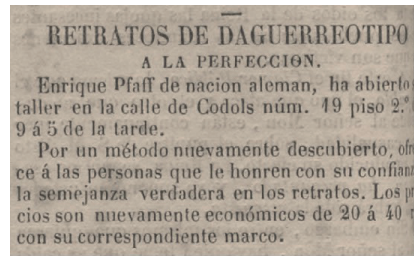 RETRATOS DE DAGUERREOTIPO
A LA PERFECCION.
Enrique Pfaff de nacion aleman, ha abierto
taller en la calle de Codols núm. 19 piso 2.º
9 á 5 de la tarde.
Por un método nuevamente descubierto, ofre
ce á las personas que le honren con su confian
la semejanza verdadera en los retratos. Los pr
cios son nuevamente económicos de 20 á 40 r
con su correspondiente marco.